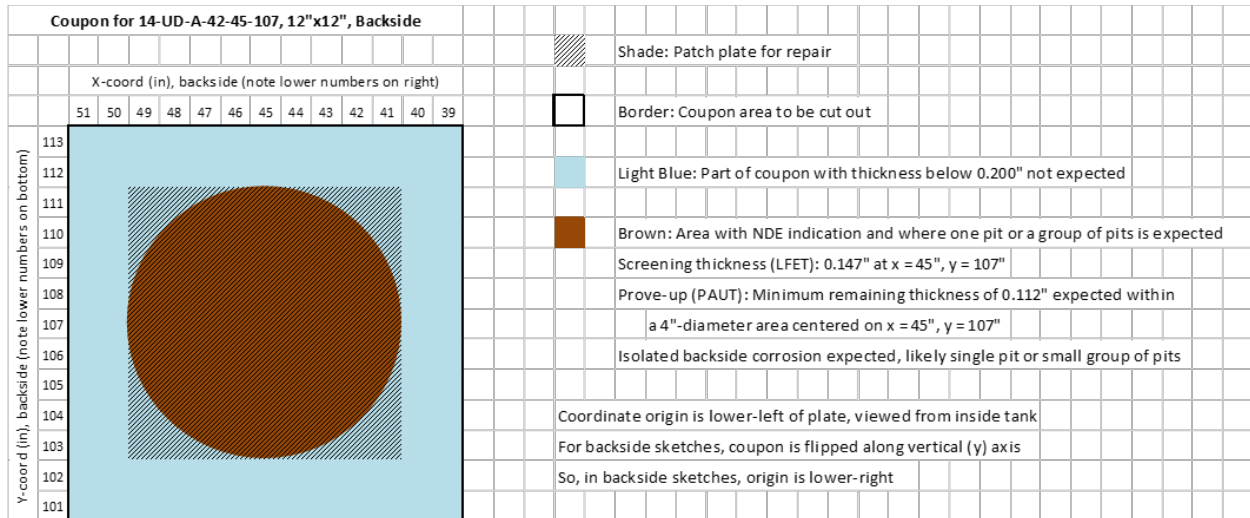 Coupon for 14-UD-A-42-45-107, 12"x12", Backside
Shade: Patch plate for repair
X-coord (in), backside (note lower numbers on right)
51 50 49 48 47 46 45 44 43 42 41 40 39
Border: Coupon area to be cut out
Y-coord (in), backside (note lower numbers on bottom)
113
112
Light Blue: Part of coupon with thickness below 0.200" not expected
111
110
Brown: Area with NDE indication and where one pit or a group of pits is expected
109
Screening thickness (LFET): 0.147" at x = 45", y = 107"
108
Prove-up (PAUT): Minimum remaining thickness of 0.112" expected within
107
a 4"-diameter area centered on x = 45", y = 107"
106
Isolated backside corrosion expected, likely single pit or small group of pits
105
104
Coordinate origin is lower-left of plate, viewed from inside tank
103
For backside sketches, coupon is flipped along vertical (y) axis
102
So, in backside sketches, origin is lower-right
101